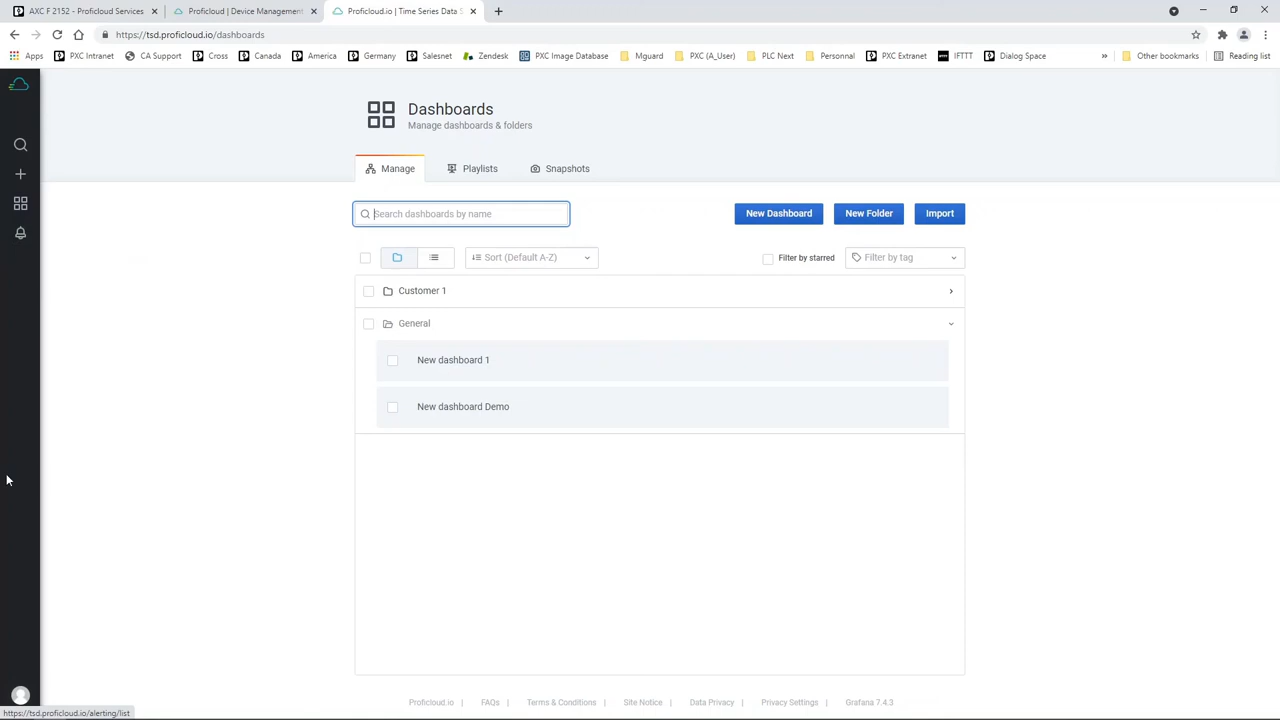 AXC F 2152 - Proficloud Services
Proficloud | Device Management
Proficloud.io | Time Series Data S
https://tsd.proficloud.io/dashboards
Apps
PXC Intranet
CA Support
Cross
Canada
America
Germany
Salesnet
Zendesk
PXC Image Database
Mguard
PXC (A_User)
PLC Next
Personnal
PXC Extranet
IFTTT
Dialog Space
Other bookmarks
Reading list
Dashboards
Manage dashboards & folders
Manage
Playlists
Snapshots
Search dashboards by name
New Dashboard
New Folder
Import
Sort (Default A-Z)
Filter by starred
Filter by tag
Customer 1
General
New dashboard 1
New dashboard Demo
Proficloud.io | FAQs | Terms & Conditions | Site Notice | Data Privacy | Privacy Settings | Grafana 7.4.3
https://tsd.proficloud.io/alerting/list